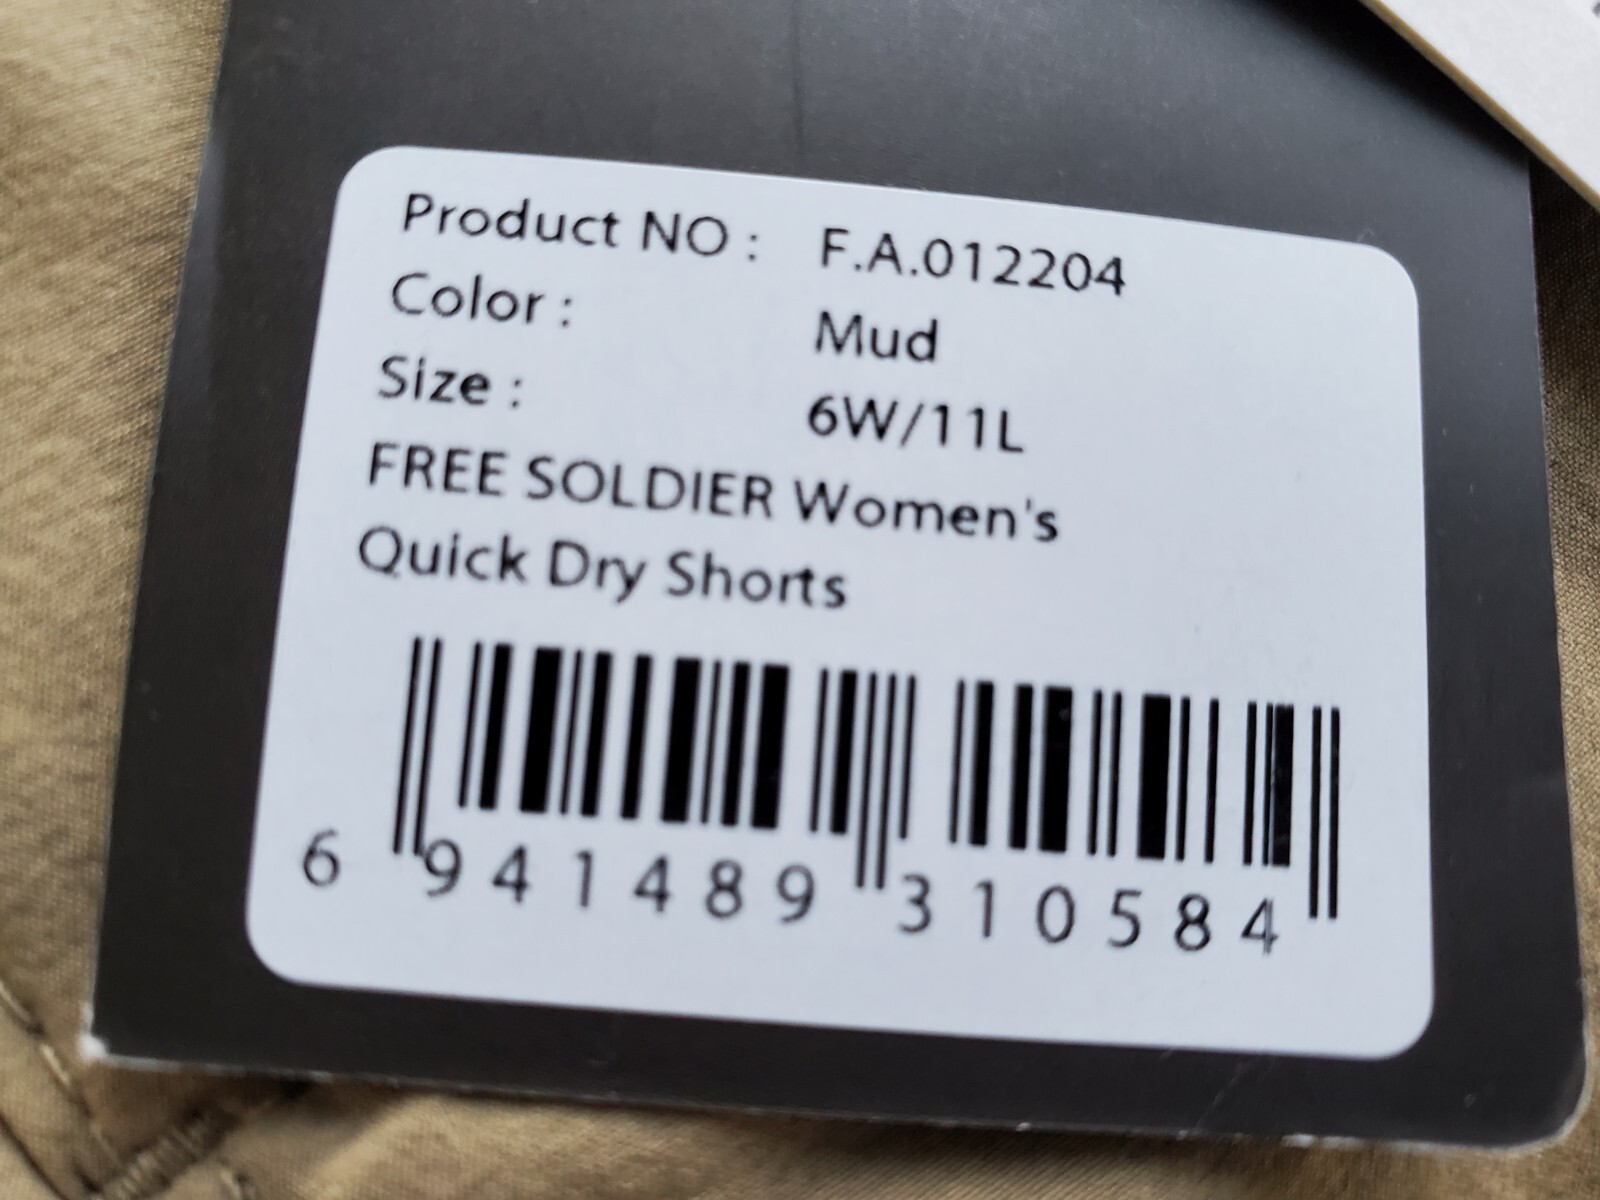 Product NO : F.A.012204
Color : Mud
Size : 6W/11L
FREE SOLDIER Women's
Quick Dry Shorts
6 941489 310584